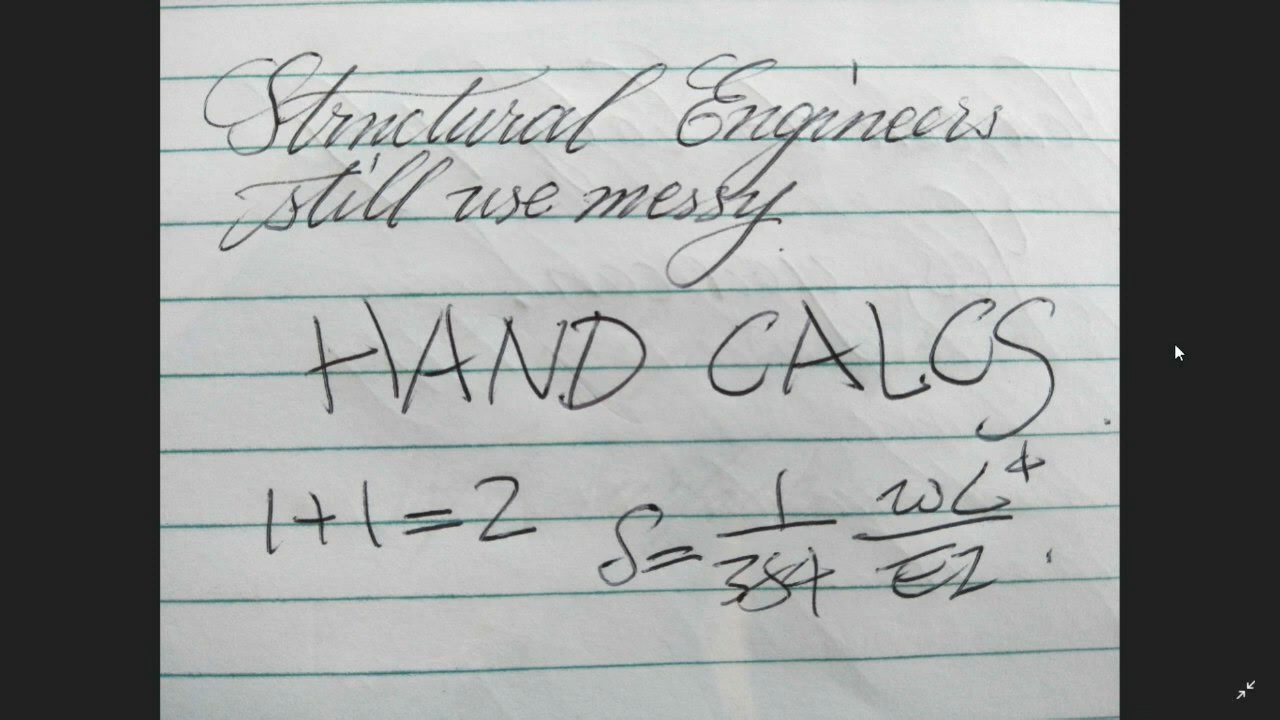 Structural Engineers
still use messy
HAND CALCS
1+1=2 δ = 1/384 wL⁴/EI